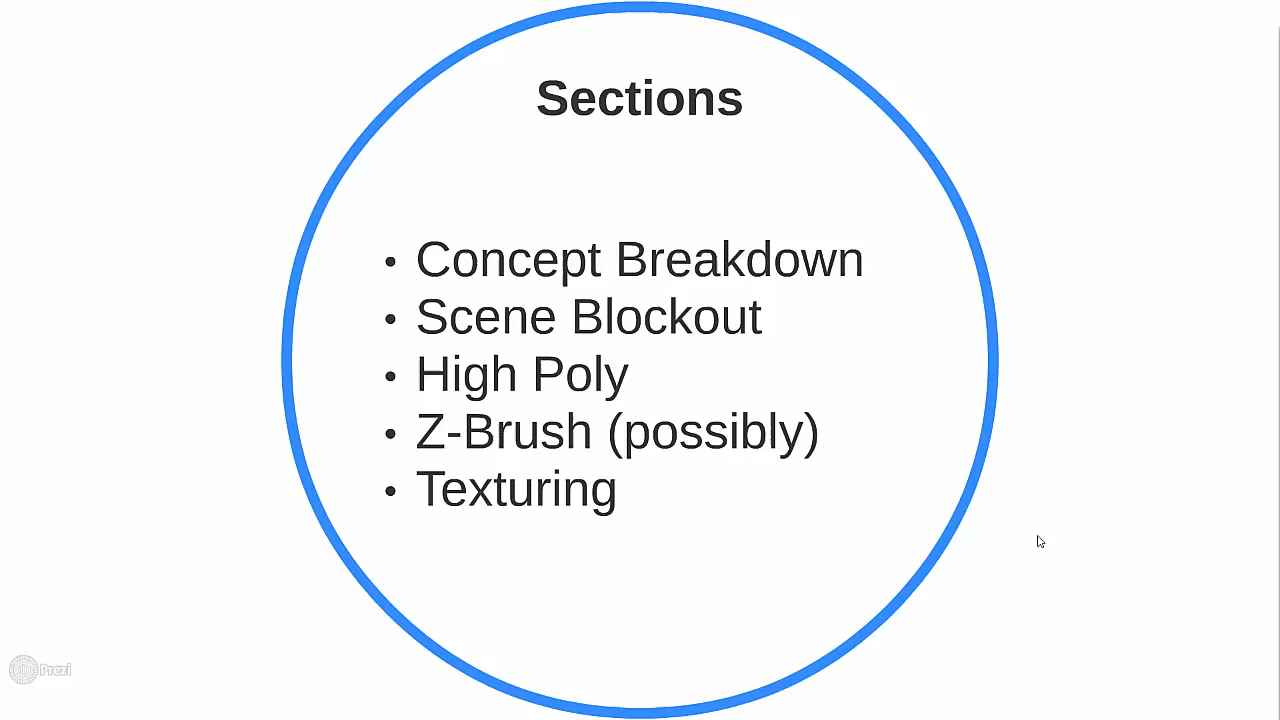 Sections
• Concept Breakdown
• Scene Blockout
• High Poly
• Z-Brush (possibly)
• Texturing
Prezi